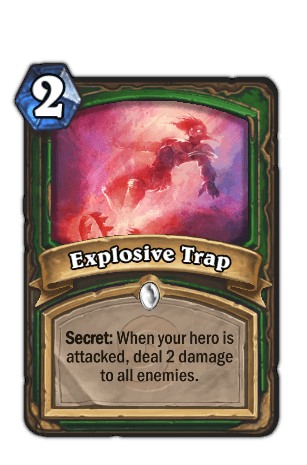 2
Explosive Trap
Secret: When your hero is
attacked, deal 2 damage
to all enemies.